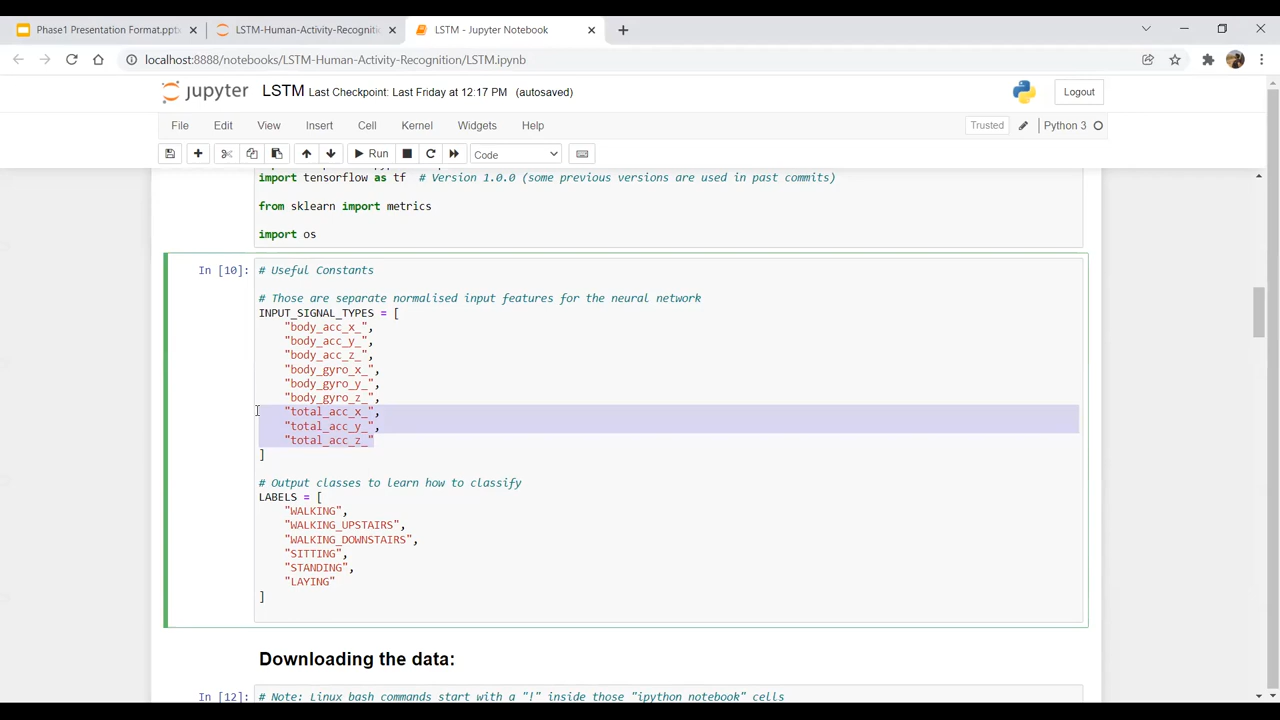 Phase1 Presentation Format.pptx
LSTM-Human-Activity-Recognitio
LSTM - Jupyter Notebook
localhost:8888/notebooks/LSTM-Human-Activity-Recognition/LSTM.ipynb
jupyter LSTM Last Checkpoint: Last Friday at 12:17 PM (autosaved)
Logout
File Edit View Insert Cell Kernel Widgets Help
Trusted Python 3
Run Code
import tensorflow as tf # Version 1.0.0 (some previous versions are used in past commits)
from sklearn import metrics
import os
In [10]: # Useful Constants
# Those are separate normalised input features for the neural network
INPUT_SIGNAL_TYPES = [
"body_acc_x_",
"body_acc_y_",
"body_acc_z_",
"body_gyro_x_",
"body_gyro_y_",
"body_gyro_z_",
"total_acc_x_",
"total_acc_y_",
"total_acc_z_"
]
# Output classes to learn how to classify
LABELS = [
"WALKING",
"WALKING_UPSTAIRS",
"WALKING_DOWNSTAIRS",
"SITTING",
"STANDING",
"LAYING"
]
Downloading the data:
In [12]: # Note: Linux bash commands start with a "!" inside those "ipython notebook" cells